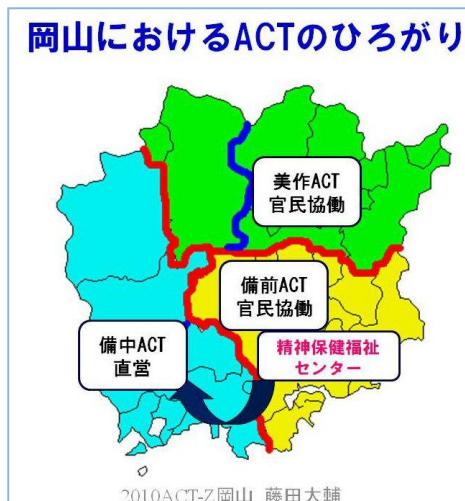 岡山におけるACTのひろがり
美作ACT
官民協働
備前ACT
官民協働
備中ACT
直営
精神保健福祉
センター
2010ACT-Z岡山 藤田大輔